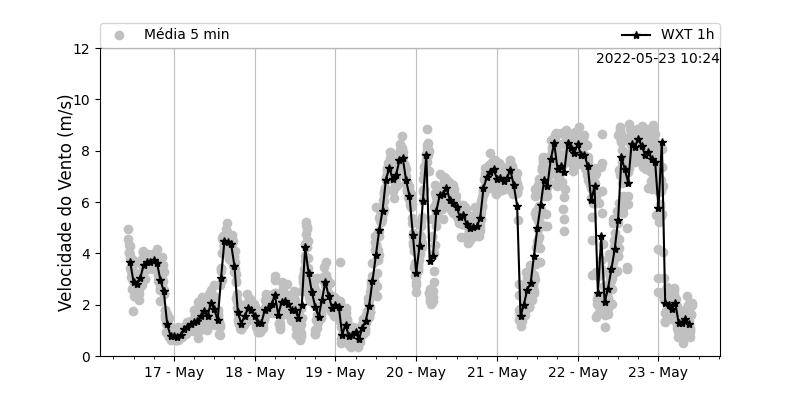 Média 5 min
WXT 1h
2022-05-23 10:24
Velocidade do Vento (m/s)
12
10
8
6
4
2
0
17 - May
18 - May
19 - May
20 - May
21 - May
22 - May
23 - May